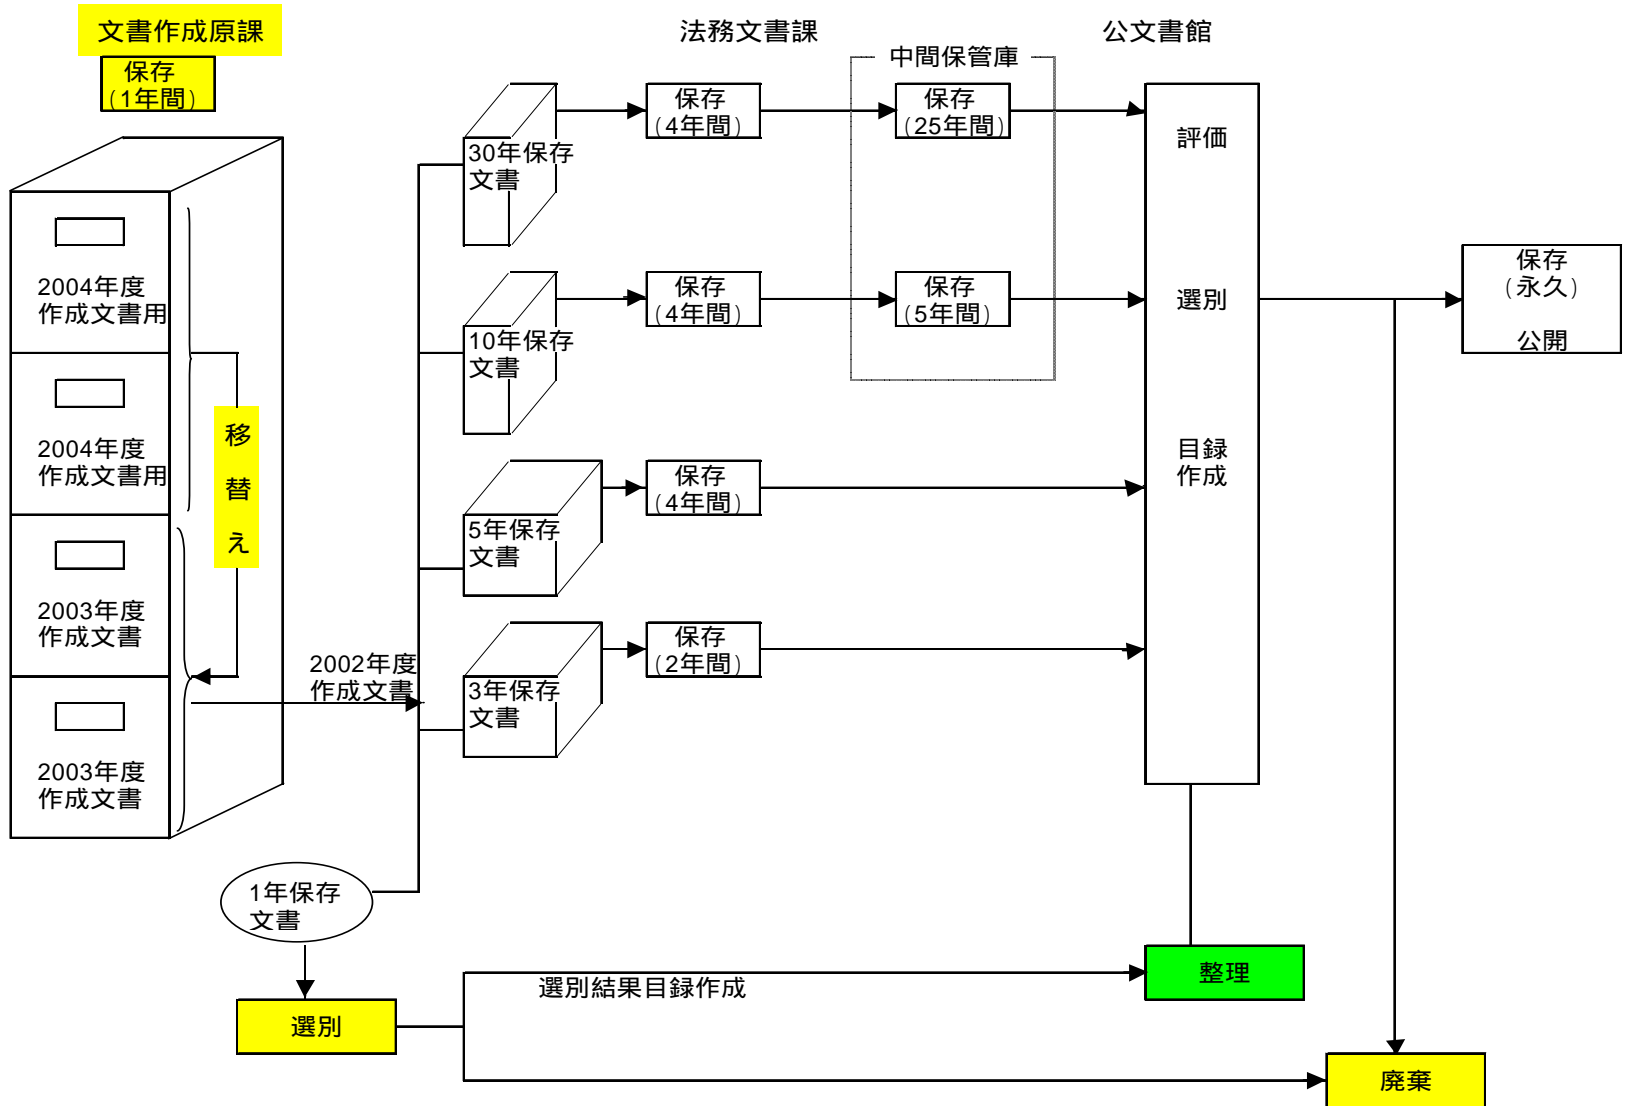 文書作成原課
保存
(1年間)
法務文書課
公文書館
中間保管庫
2004年度
作成文書用
2004年度
作成文書用
2003年度
作成文書
2003年度
作成文書
移
替
え
2002年度
作成文書
30年保存
文書
保存
(4年間)
保存
(25年間)
10年保存
文書
保存
(4年間)
保存
(5年間)
5年保存
文書
保存
(4年間)
3年保存
文書
保存
(2年間)
評価
選別
目録
作成
保存
(永久)
公開
1年保存
文書
選別
選別結果目録作成
整理
廃棄